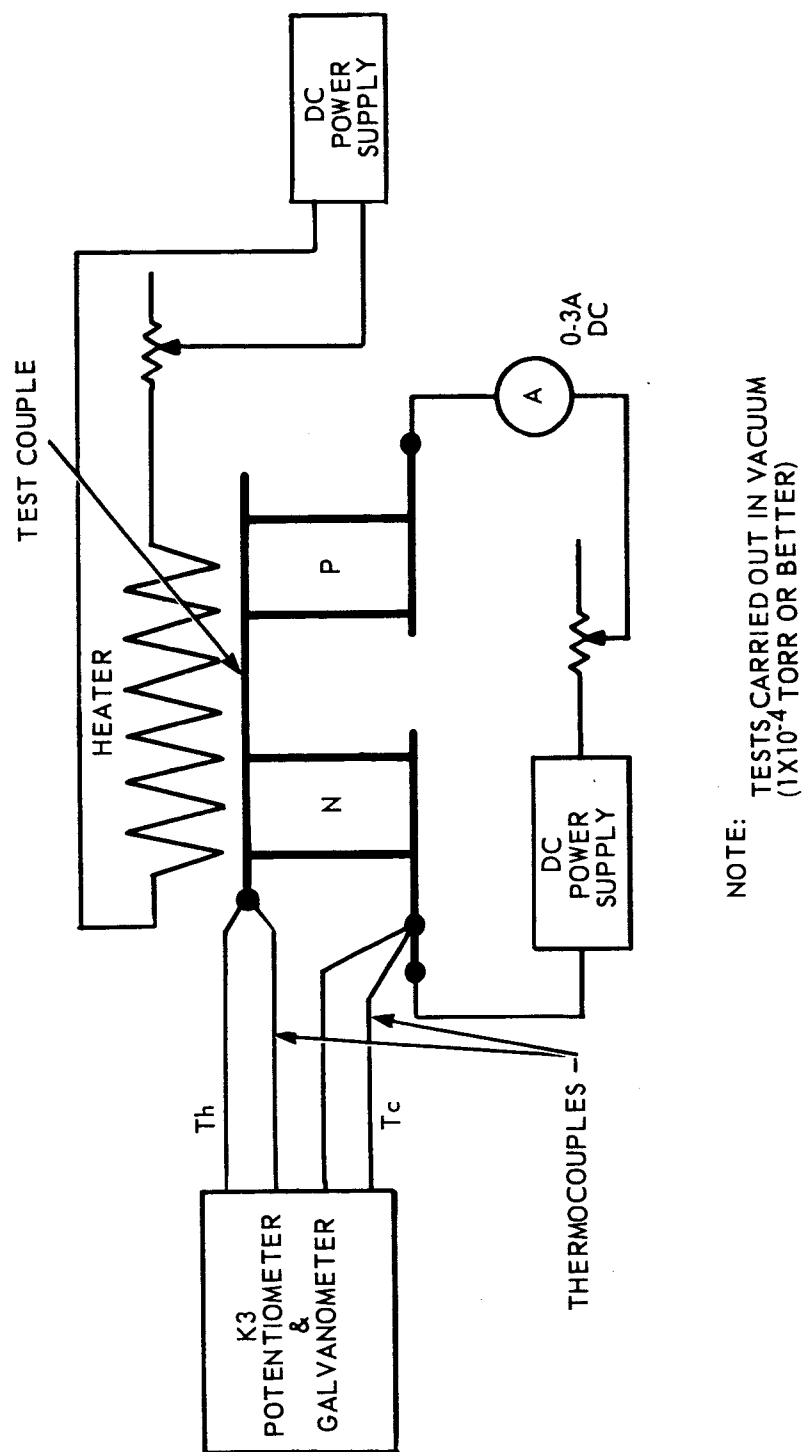 DC
POWER
SUPPLY
TEST COUPLE
HEATER
0-3A
DC
A
P
N
Th
Tc
K3
POTENTIOMETER
&
GALVANOMETER
DC
POWER
SUPPLY
THERMOCOUPLES
NOTE: TESTS CARRIED OUT IN VACUUM
(1X10⁻⁴ TORR OR BETTER)